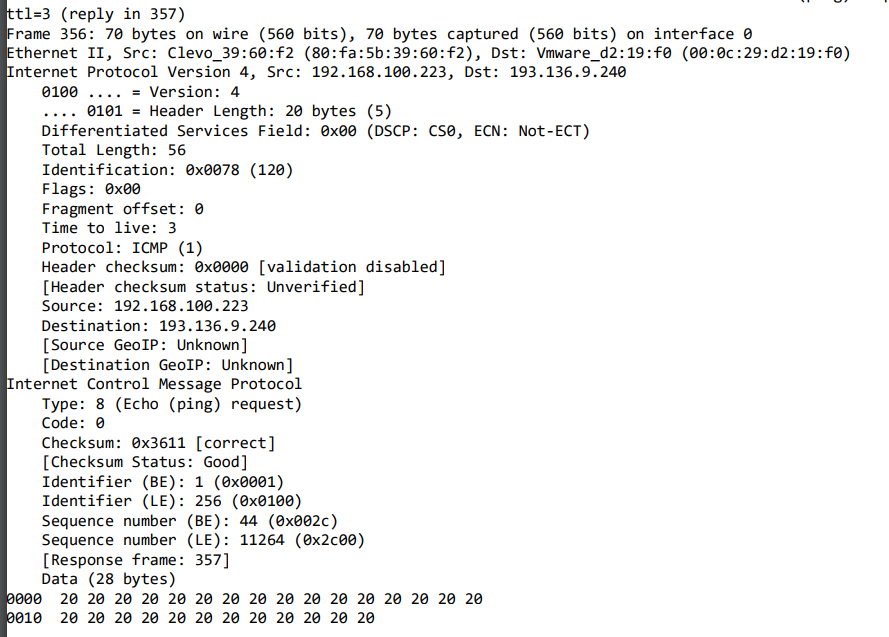 ttl=3 (reply in 357)
Frame 356: 70 bytes on wire (560 bits), 70 bytes captured (560 bits) on interface 0
Ethernet II, Src: Clevo_39:60:f2 (80:fa:5b:39:60:f2), Dst: Vmware_d2:19:f0 (00:0c:29:d2:19:f0)
Internet Protocol Version 4, Src: 192.168.100.223, Dst: 193.136.9.240
0100 .... = Version: 4
.... 0101 = Header Length: 20 bytes (5)
Differentiated Services Field: 0x00 (DSCP: CS0, ECN: Not-ECT)
Total Length: 56
Identification: 0x0078 (120)
Flags: 0x00
Fragment offset: 0
Time to live: 3
Protocol: ICMP (1)
Header checksum: 0x0000 [validation disabled]
[Header checksum status: Unverified]
Source: 192.168.100.223
Destination: 193.136.9.240
[Source GeoIP: Unknown]
[Destination GeoIP: Unknown]
Internet Control Message Protocol
Type: 8 (Echo (ping) request)
Code: 0
Checksum: 0x3611 [correct]
[Checksum Status: Good]
Identifier (BE): 1 (0x0001)
Identifier (LE): 256 (0x0100)
Sequence number (BE): 44 (0x002c)
Sequence number (LE): 11264 (0x2c00)
[Response frame: 357]
Data (28 bytes)
0000 20 20 20 20 20 20 20 20 20 20 20 20 20 20 20 20
0010 20 20 20 20 20 20 20 20 20 20 20 20